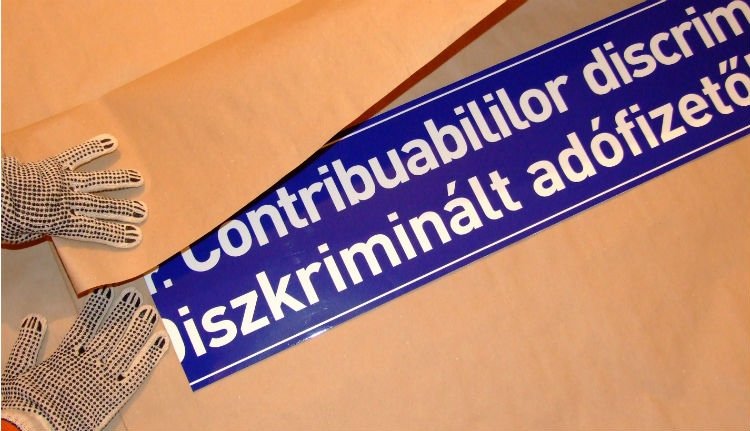 r. Contribuabililor discrim
Diszkriminált adófizető